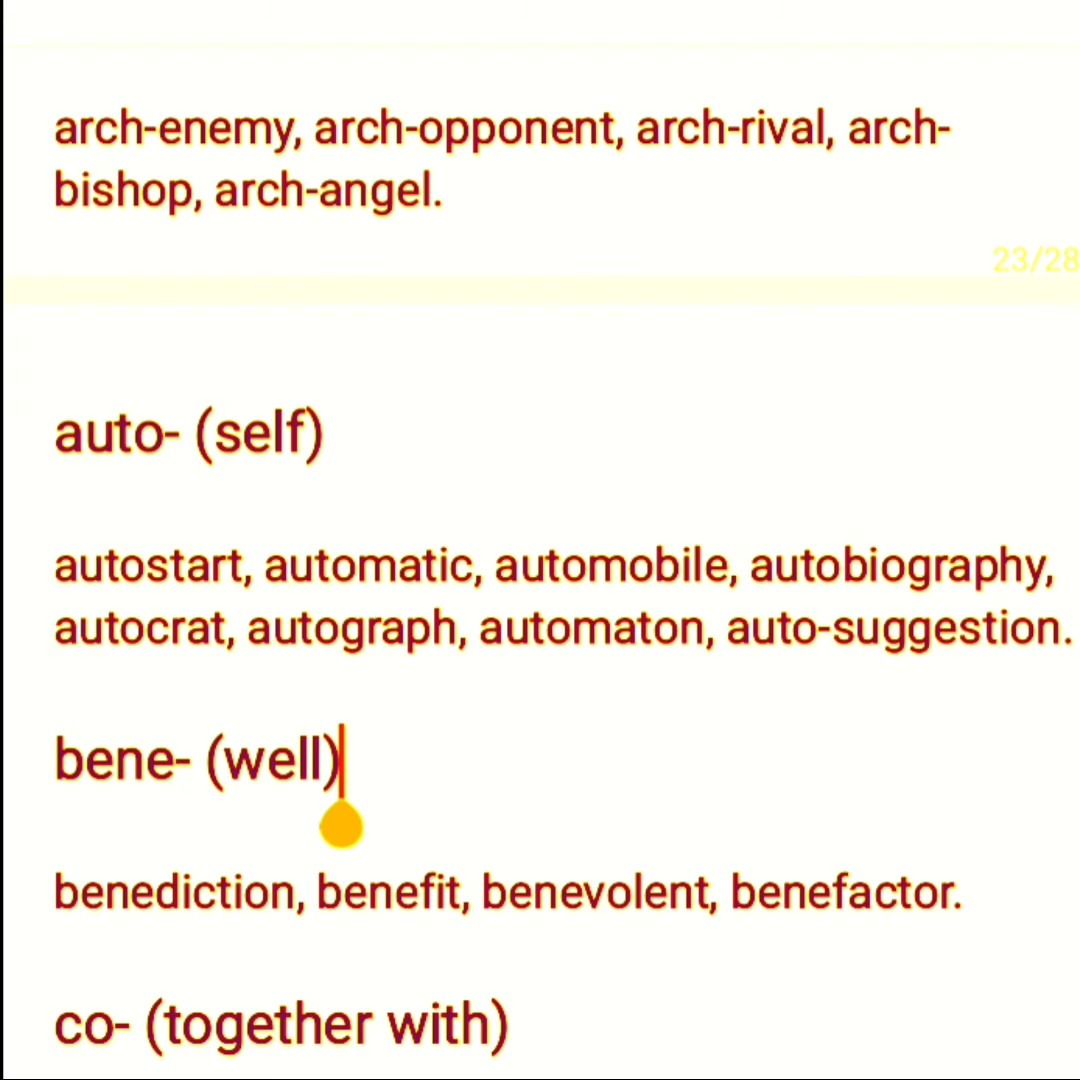 arch-enemy, arch-opponent, arch-rival, arch-
bishop, arch-angel.
23/28
auto- (self)
autostart, automatic, automobile, autobiography,
autocrat, autograph, automaton, auto-suggestion.
bene- (well)
benediction, benefit, benevolent, benefactor.
co- (together with)